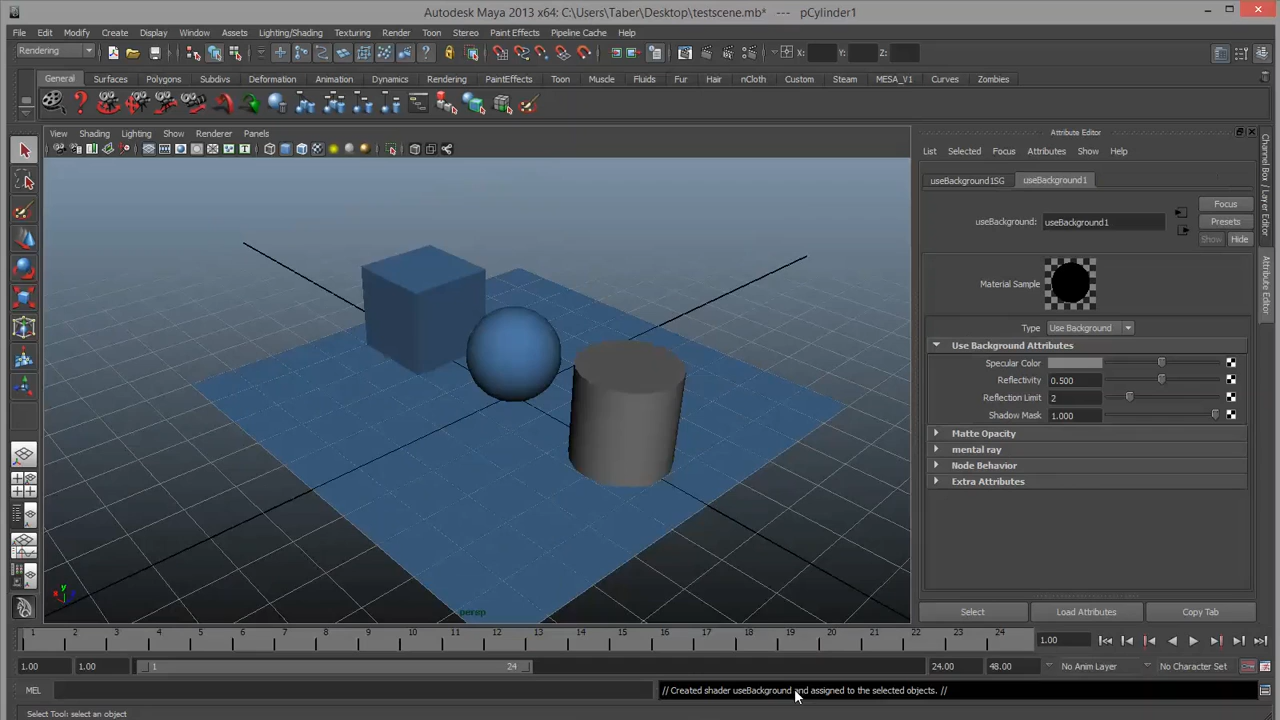 Autodesk Maya 2013 x64: C:\Users\Taber\Desktop\testscene.mb* --- pCylinder1
File Edit Modify Create Display Window Assets Lighting/Shading Texturing Render Toon Stereo Paint Effects Pipeline Cache Help
Rendering X: Y: Z:
General Surfaces Polygons Subdivs Deformation Animation Dynamics Rendering PaintEffects Toon Muscle Fluids Fur Hair nCloth Custom Steam MESA_V1 Curves Zombies
View Shading Lighting Show Renderer Panels
persp
y
Attribute Editor
List Selected Focus Attributes Show Help
useBackground1SG useBackground1
Focus
useBackground: useBackground1 Presets
Show Hide
Material Sample
Type Use Background
Use Background Attributes
Specular Color
Reflectivity 0.500
Reflection Limit 2
Shadow Mask 1.000
Matte Opacity
mental ray
Node Behavior
Extra Attributes
Select Load Attributes Copy Tab
Channel Box / Layer Editor
Attribute Editor
1 2 3 4 5 6 7 8 9 10 11 12 13 14 15 16 17 18 19 20 21 22 23 24 1.00
1.00 1.00 1 24 24.00 48.00 No Anim Layer No Character Set
MEL // Created shader useBackground and assigned to the selected objects. //
Select Tool: select an object